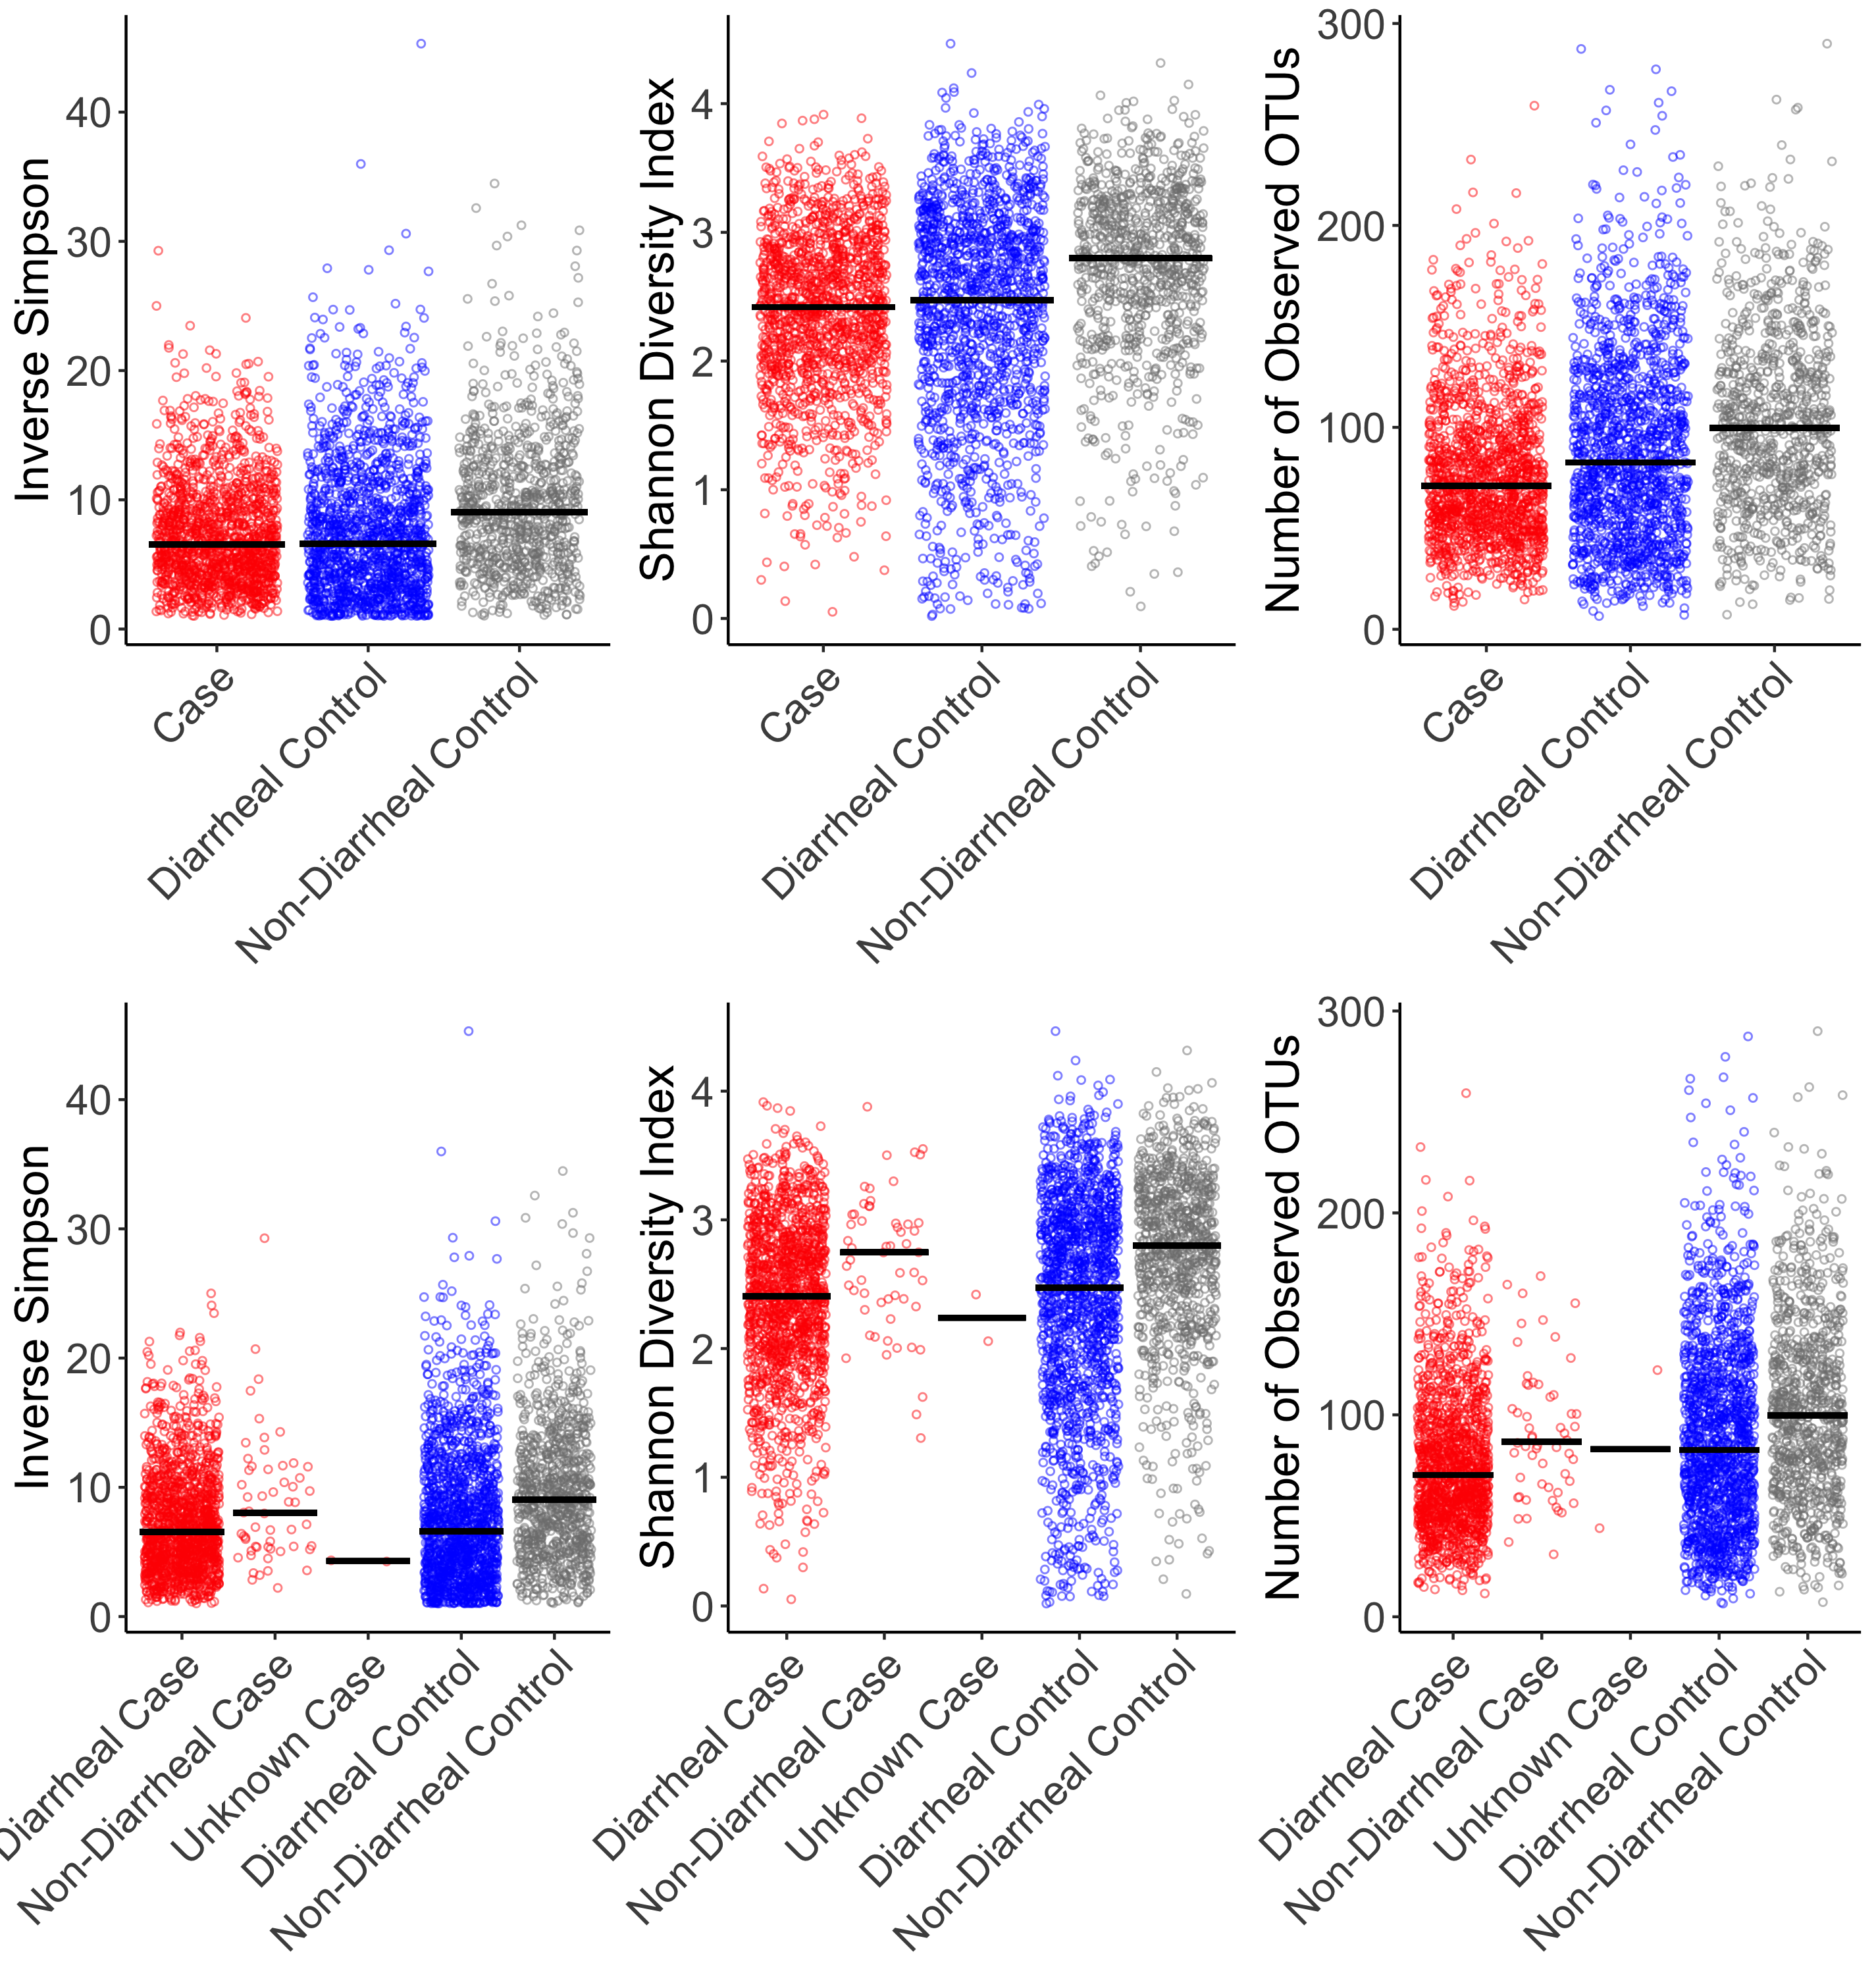 Inverse Simpson
40
30
20
10
0
Case
Diarrheal Control
Non-Diarrheal Control
Shannon Diversity Index
4
3
2
1
0
Case
Diarrheal Control
Non-Diarrheal Control
Number of Observed OTUs
300
200
100
0
Case
Diarrheal Control
Non-Diarrheal Control
Inverse Simpson
40
30
20
10
0
Diarrheal Case
Non-Diarrheal Case
Unknown Case
Diarrheal Control
Non-Diarrheal Control
Shannon Diversity Index
4
3
2
1
0
Diarrheal Case
Non-Diarrheal Case
Unknown Case
Diarrheal Control
Non-Diarrheal Control
Number of Observed OTUs
300
200
100
0
Diarrheal Case
Non-Diarrheal Case
Unknown Case
Diarrheal Control
Non-Diarrheal Control